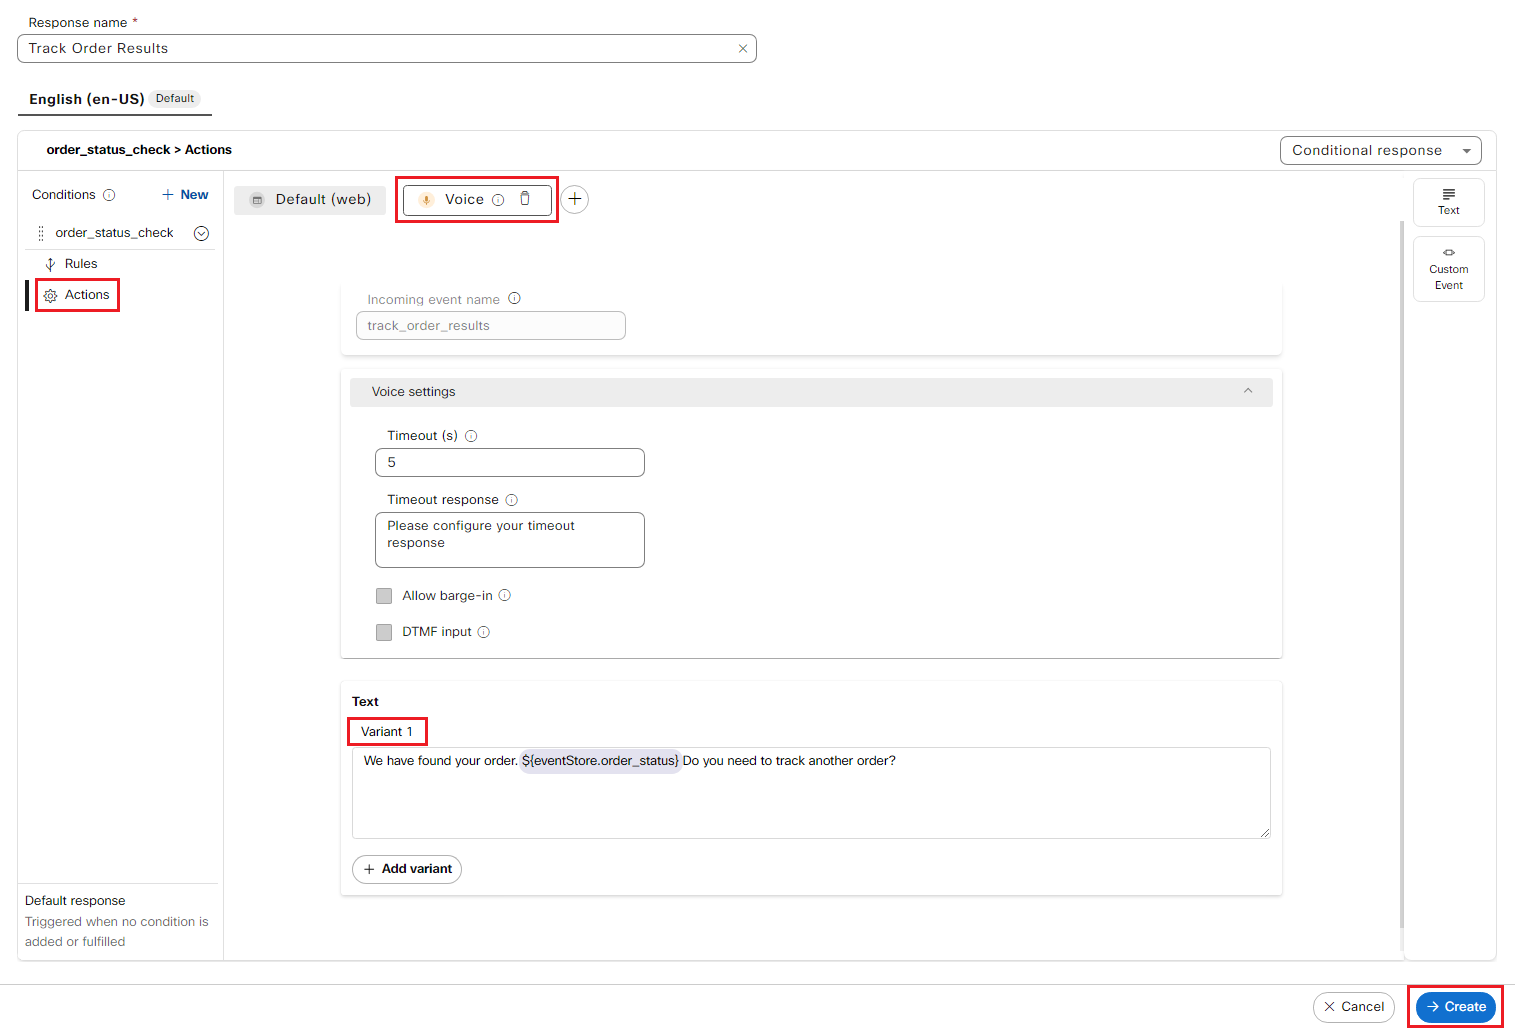 Response name *
Track Order Results
English (en-US) Default
order_status_check > Actions
Conditional response
Conditions
+ New
Default (web)
Voice
Text
order_status_check
Rules
Actions
Custom
Event
Incoming event name
track_order_results
Voice settings
Timeout (s)
5
Timeout response
Please configure your timeout
response
Allow barge-in
DTMF input
Text
Variant 1
We have found your order. ${eventStore.order_status} Do you need to track another order?
+ Add variant
Default response
Triggered when no condition is
added or fulfilled
Cancel
Create